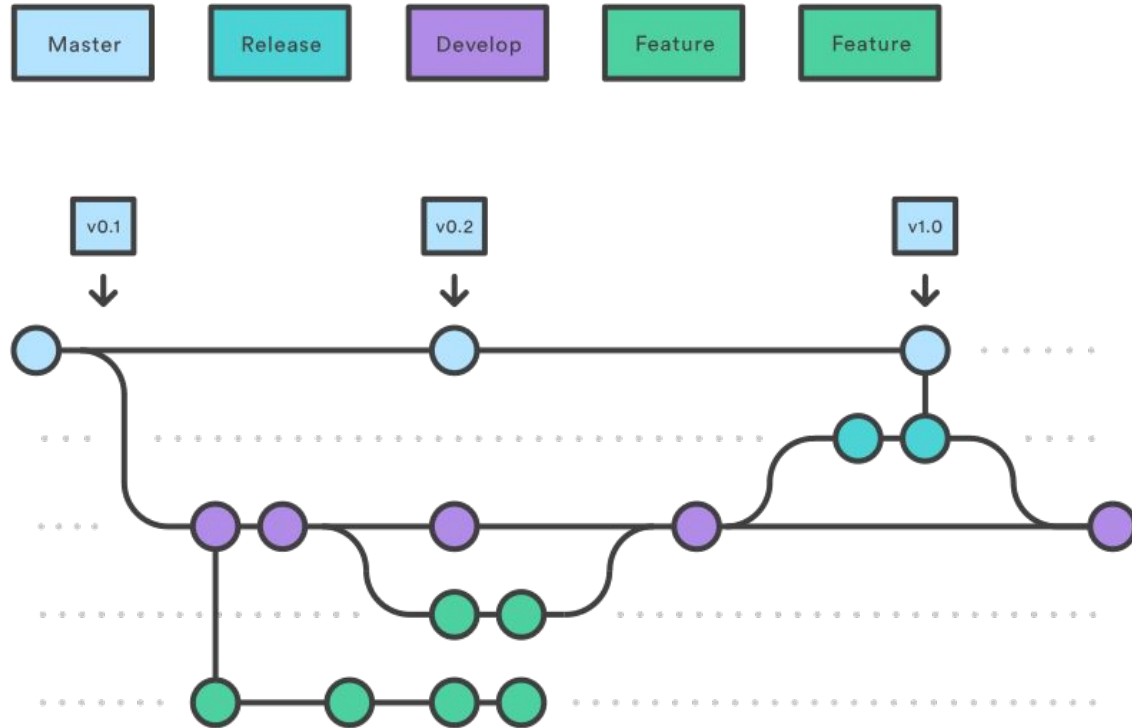 Master
Release
Develop
Feature
Feature
v0.1
v0.2
v1.0